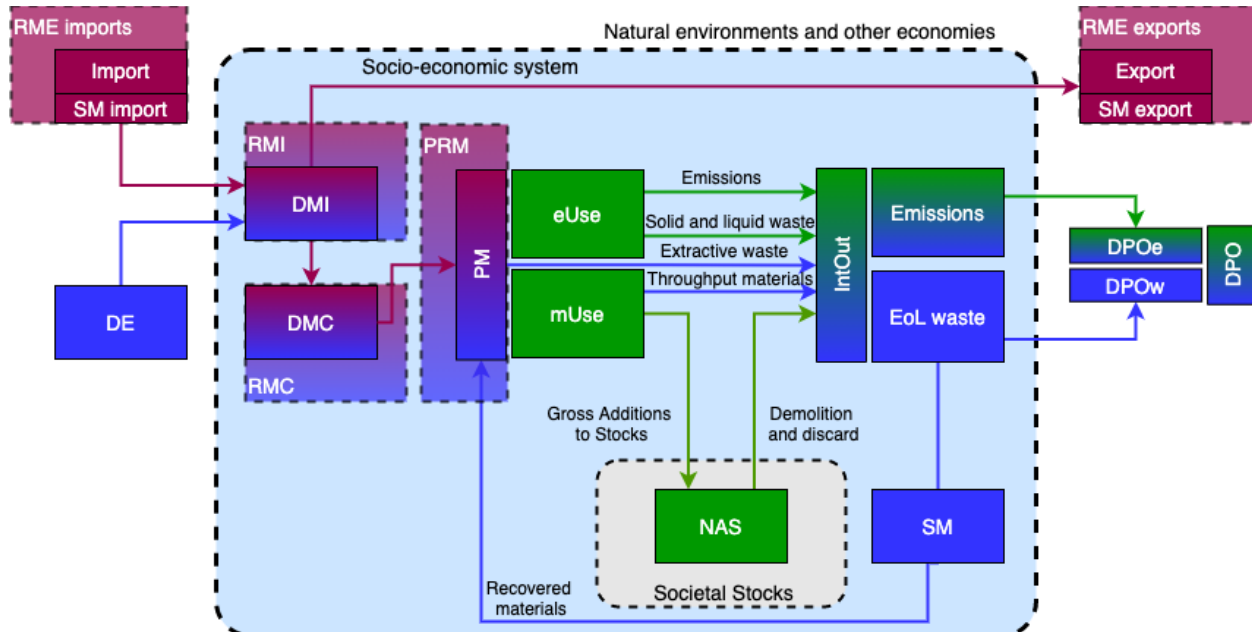 RME imports
Import
SM import
Natural environments and other economies
Socio-economic system
RME exports
Export
SM export
RMI
DMI
PRM
PM
eUse
mUse
Emissions
Solid and liquid waste
Extractive waste
Throughput materials
IntOut
Emissions
EoL waste
DPOe
DPOw
DPO
DE
DMC
RMC
Gross Additions
to Stocks
Demolition
and discard
NAS
Societal Stocks
SM
Recovered
materials